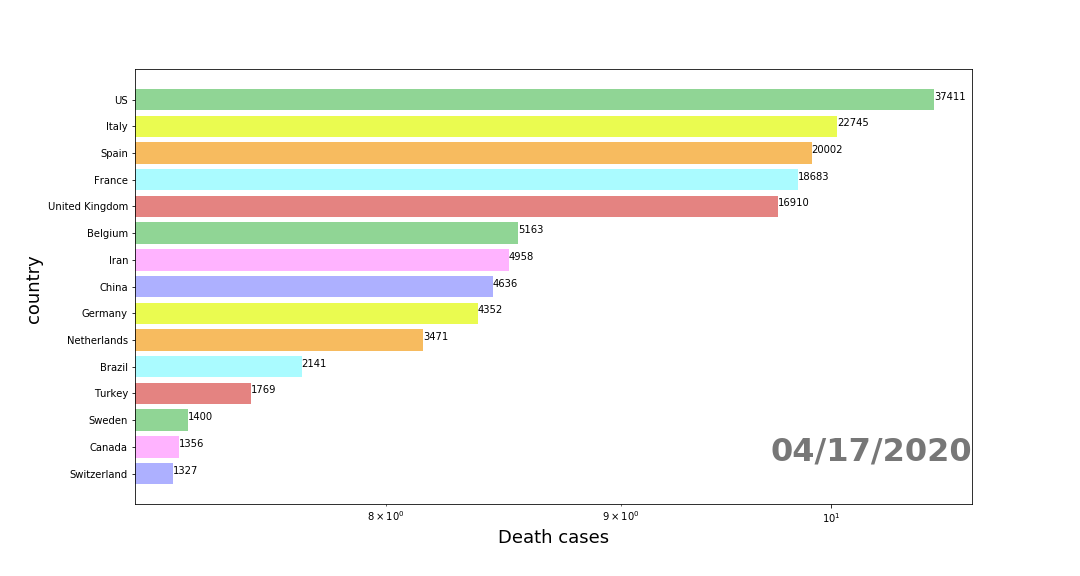 US 37411
Italy 22745
Spain 20002
France 18683
United Kingdom 16910
Belgium 5163
Iran 4958
China 4636
Germany 4352
Netherlands 3471
Brazil 2141
Turkey 1769
Sweden 1400
Canada 1356
Switzerland 1327
country
04/17/2020
8 × 10⁰ 9 × 10⁰ 10¹
Death cases